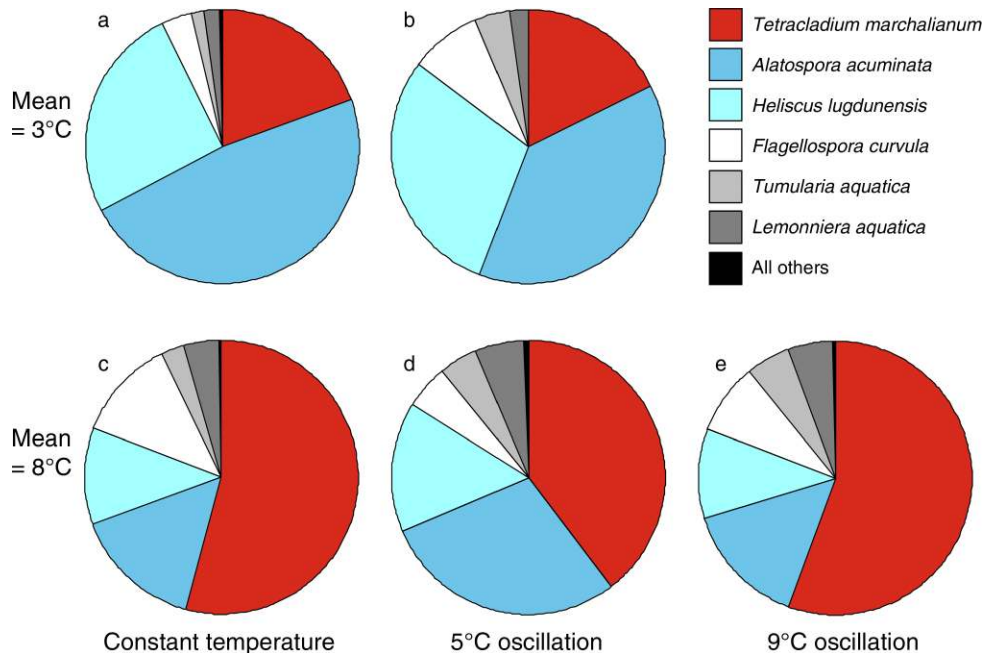 a
b
Mean
= 3°C
Tetracladium marchalianum
Alatospora acuminata
Heliscus lugdunensis
Flagellospora curvula
Tumularia aquatica
Lemonniera aquatica
All others
c
d
e
Mean
= 8°C
Constant temperature
5°C oscillation
9°C oscillation